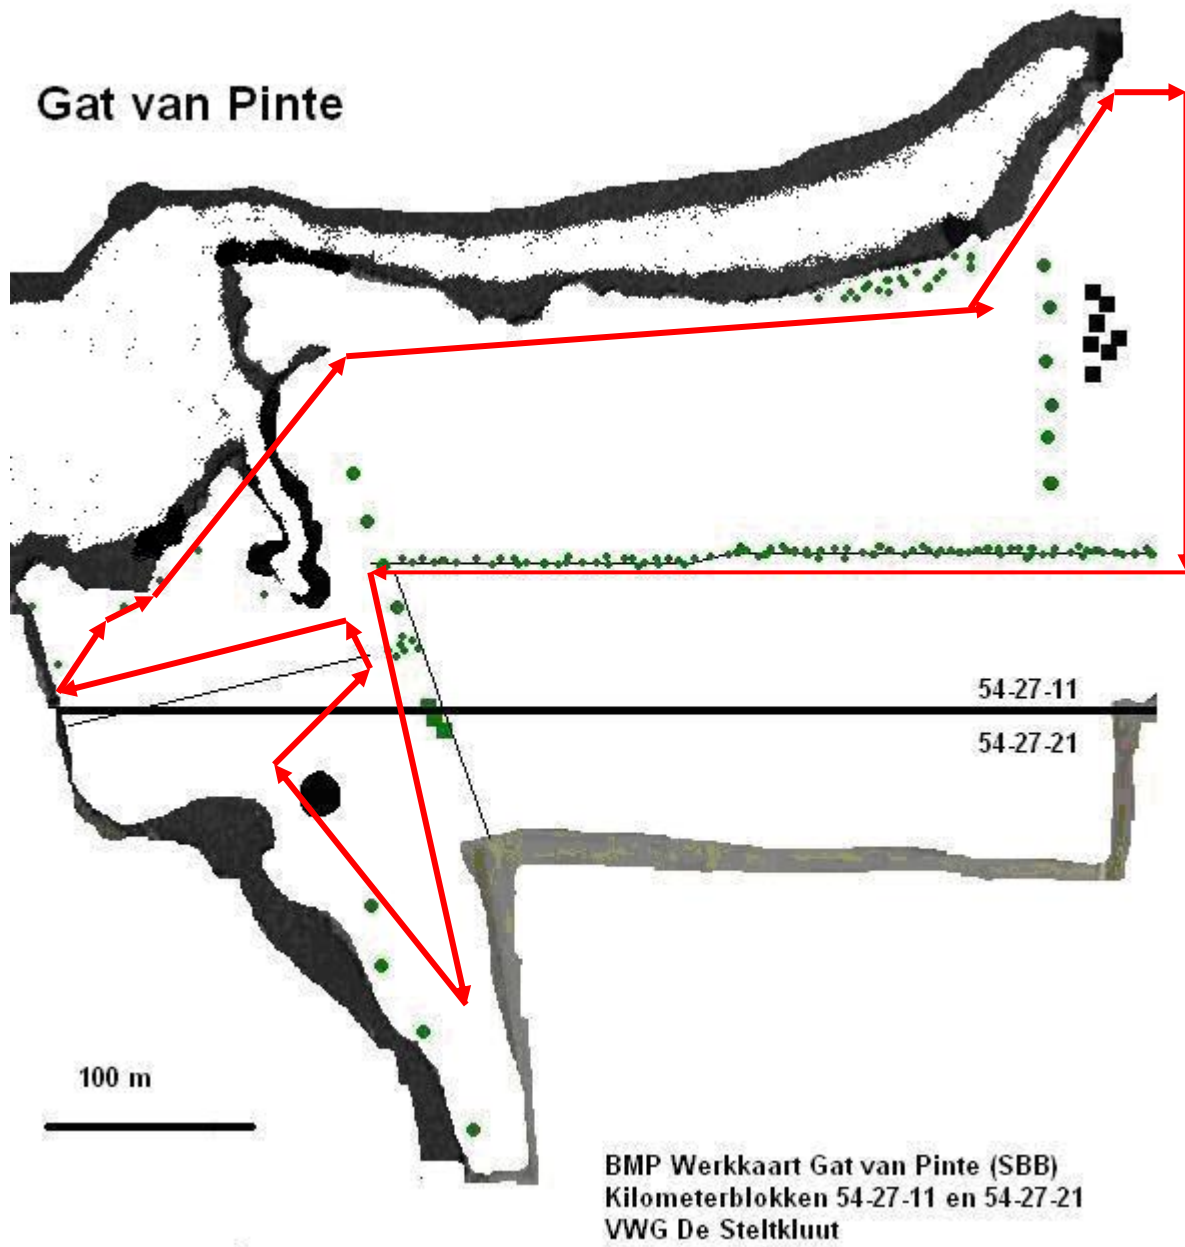 Gat van Pinte
54-27-11
54-27-21
100 m
BMP Werkkaart Gat van Pinte (SBB)
Kilometerblokken 54-27-11 en 54-27-21
VWG De Steltkluut